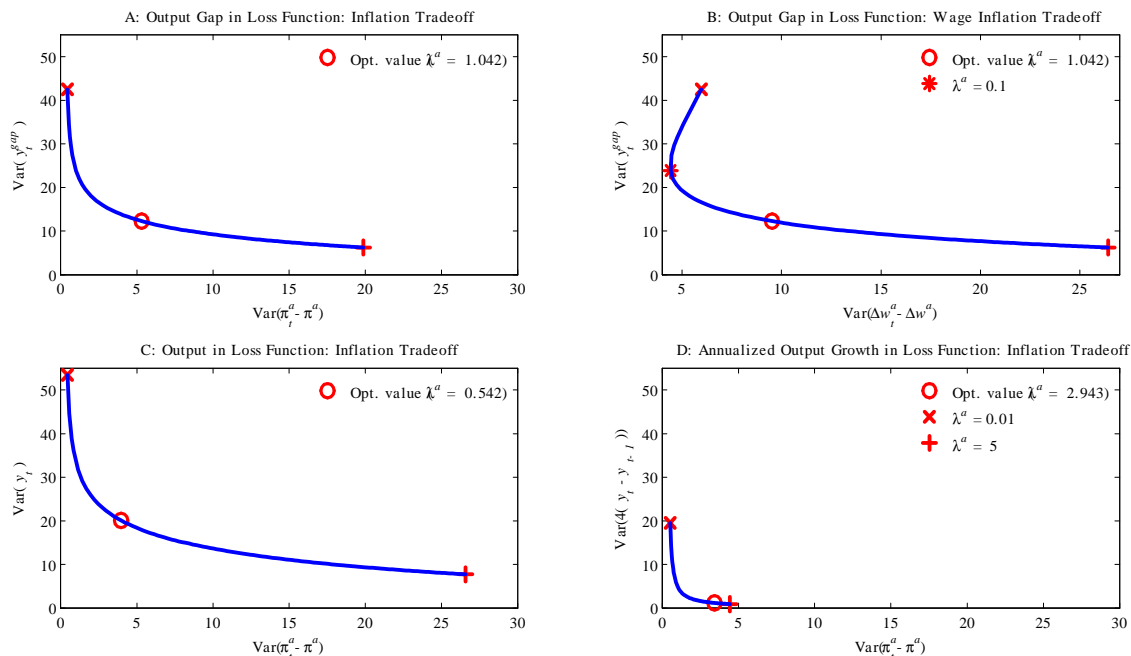 A: Output Gap in Loss Function: Inflation Tradeoff
Var( y_t^gap )
50
40
30
20
10
0
Opt. value (λ^a = 1.042)
0 5 10 15 20 25 30
Var(π_t^a - π^a)
B: Output Gap in Loss Function: Wage Inflation Tradeoff
Var( y_t^gap )
50
40
30
20
10
0
Opt. value (λ^a = 1.042)
λ^a = 0.1
5 10 15 20 25
Var(Δw_t^a - Δw^a)
C: Output in Loss Function: Inflation Tradeoff
Var( y_t )
50
40
30
20
10
0
Opt. value (λ^a = 0.542)
0 5 10 15 20 25 30
Var(π_t^a - π^a)
D: Annualized Output Growth in Loss Function: Inflation Tradeoff
Var(4( y_t - y_t-1 ))
50
40
30
20
10
0
Opt. value (λ^a = 2.943)
λ^a = 0.01
λ^a = 5
0 5 10 15 20 25 30
Var(π_t^a - π^a)